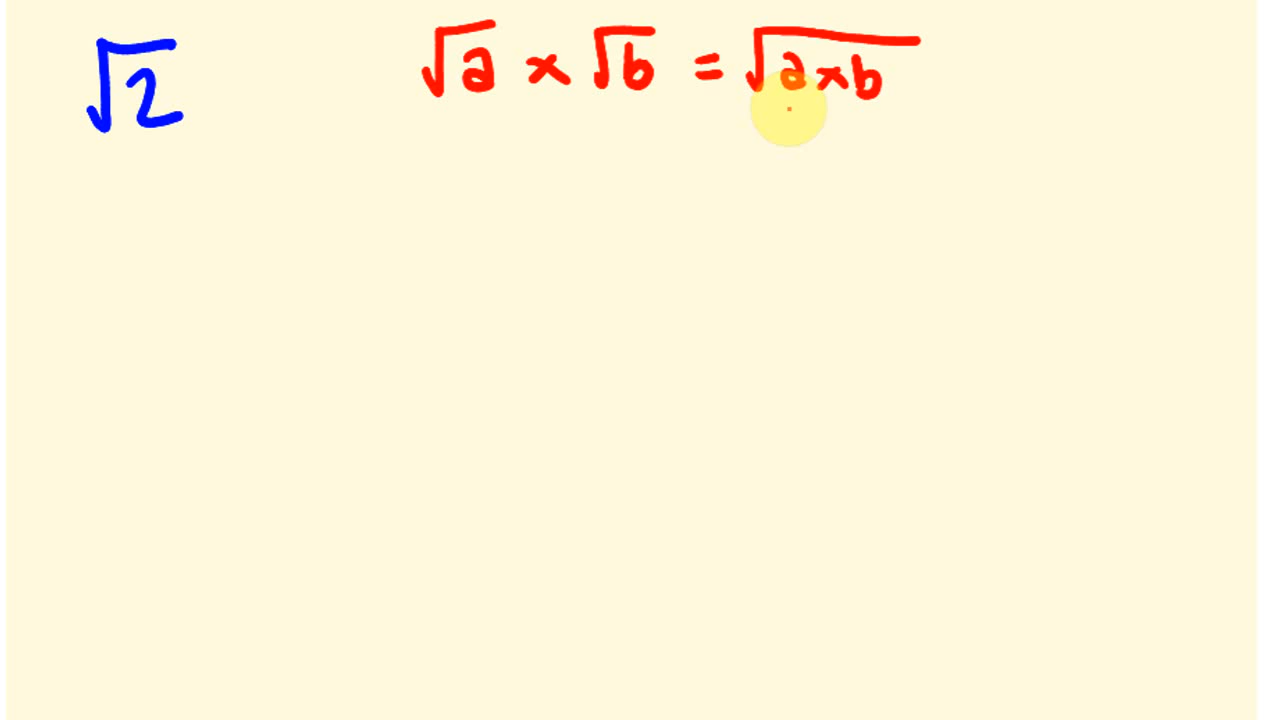 √2
√a × √b = √a×b